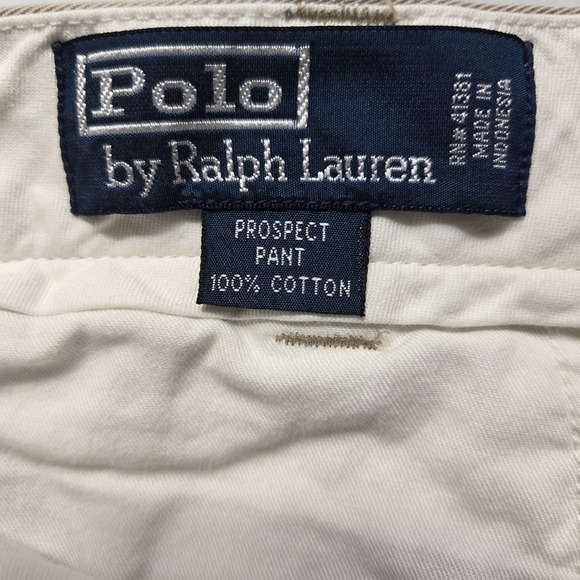 Polo
by Ralph Lauren
RN# 41381
MADE IN
INDONESIA
PROSPECT
PANT
100% COTTON